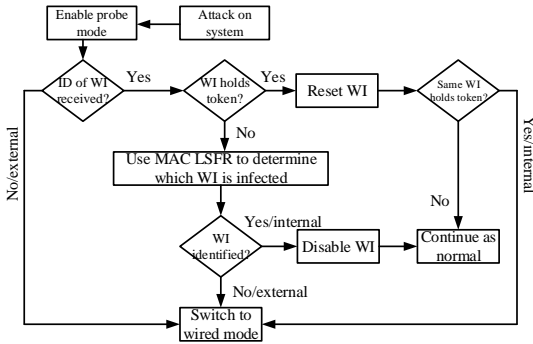 Enable probe
mode
Attack on
system
ID of WI
received?
Yes
WI holds
token?
Yes
Reset WI
Same WI
holds token?
No/external
No
Yes/internal
Use MAC LSFR to determine
which WI is infected
No
WI
identified?
Yes/internal
Disable WI
Continue as
normal
No/external
Switch to
wired mode